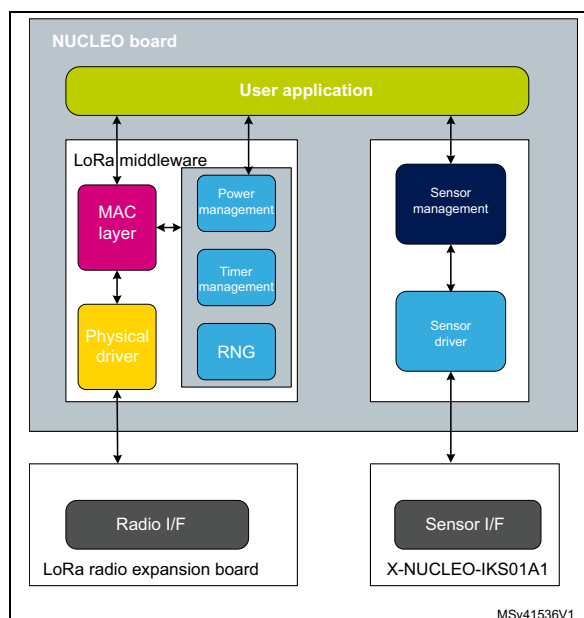 NUCLEO board
User application
LoRa middleware
MAC
layer
Power
management
Timer
management
RNG
Physical
driver
Sensor
management
Sensor
driver
Radio I/F
LoRa radio expansion board
Sensor I/F
X-NUCLEO-IKS01A1
MSv41536V1